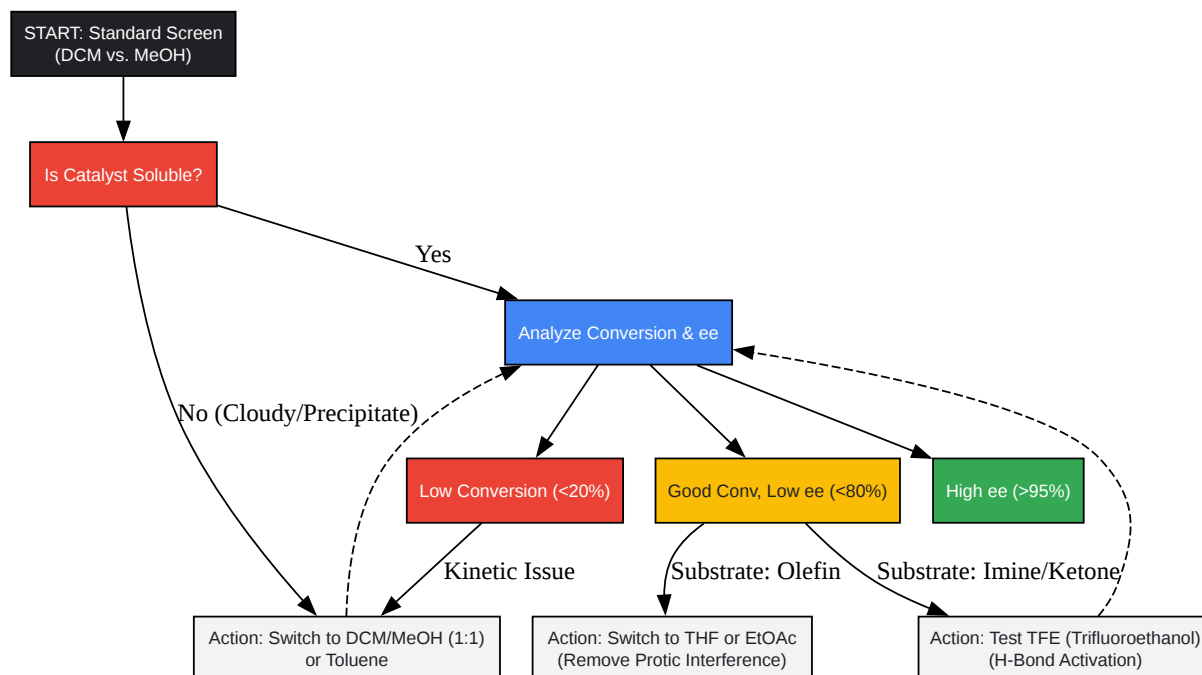 START: Standard Screen
(DCM vs. MeOH)
Is Catalyst Soluble?
Yes
Analyze Conversion & ee
No (Cloudy/Precipitate)
Low Conversion (<20%)
Good Conv, Low ee (<80%)
High ee (>95%)
Kinetic Issue
Substrate: Olefin
Substrate: Imine/Ketone
Action: Switch to DCM/MeOH (1:1)
or Toluene
Action: Switch to THF or EtOAc
(Remove Protic Interference)
Action: Test TFE (Trifluoroethanol)
(H-Bond Activation)